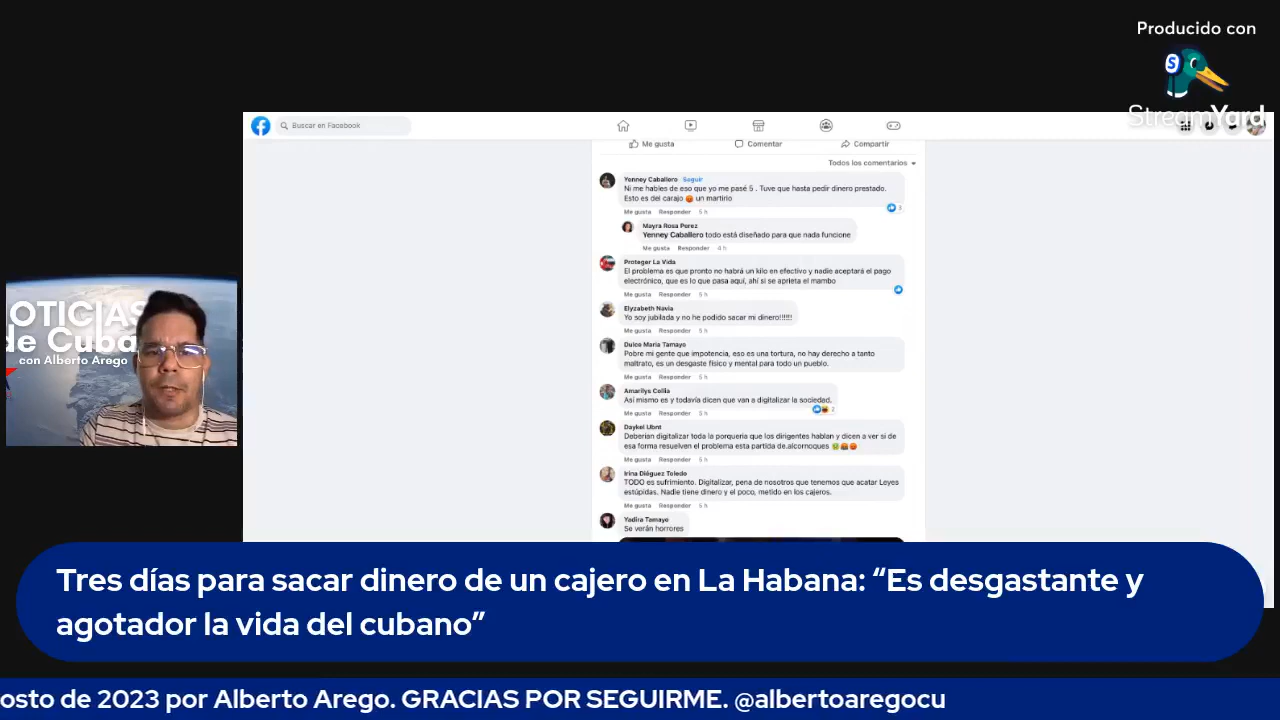 Producido con
StreamYard
Buscar en Facebook
Me gusta Comentar Compartir
Todos los comentarios
Yenney Caballero Seguir
Ni me hables de eso que yo me pasé 5 . Tuve que hasta pedir dinero prestado.
Esto es del carajo 😡 un martirio
3
Me gusta Responder 5 h
Mayra Rosa Perez
Yenney Caballero todo está diseñado para que nada funcione
Me gusta Responder 4 h
Proteger La Vida
El problema es que pronto no habrá un kilo en efectivo y nadie aceptará el pago
electrónico, que es lo que pasa aquí, ahí si se aprieta el mambo
Me gusta Responder 5 h
Elyzabeth Navia
Yo soy jubilada y no he podido sacar mi dinero!!!!!!
Me gusta Responder 5 h
Dulce Maria Tamayo
Pobre mi gente que impotencia, eso es una tortura, no hay derecho a tanto
maltrato, es un desgaste físico y mental para todo un pueblo.
Me gusta Responder 5 h
Amarilys Collia
Así mismo es y todavía dicen que van a digitalizar la sociedad.
2
Me gusta Responder 5 h
Daykel Ubnt
Deberían digitalizar toda la porqueria que los dirigentes hablan y dicen a ver si de
esa forma resuelven el problema esta partida de.alcornoques 🤢🤬😡
Me gusta Responder 5 h
Irina Diéguez Toledo
TODO es sufrimiento. Digitalizar, pena de nosotros que tenemos que acatar Leyes
estúpidas. Nadie tiene dinero y el poco, metido en los cajeros.
Me gusta Responder 5 h
Yadira Tamayo
Se verán horrores
OTICIAS
de Cuba
con Alberto Arego
Tres días para sacar dinero de un cajero en La Habana: “Es desgastante y
agotador la vida del cubano”
osto de 2023 por Alberto Arego. GRACIAS POR SEGUIRME. @albertoaregocu